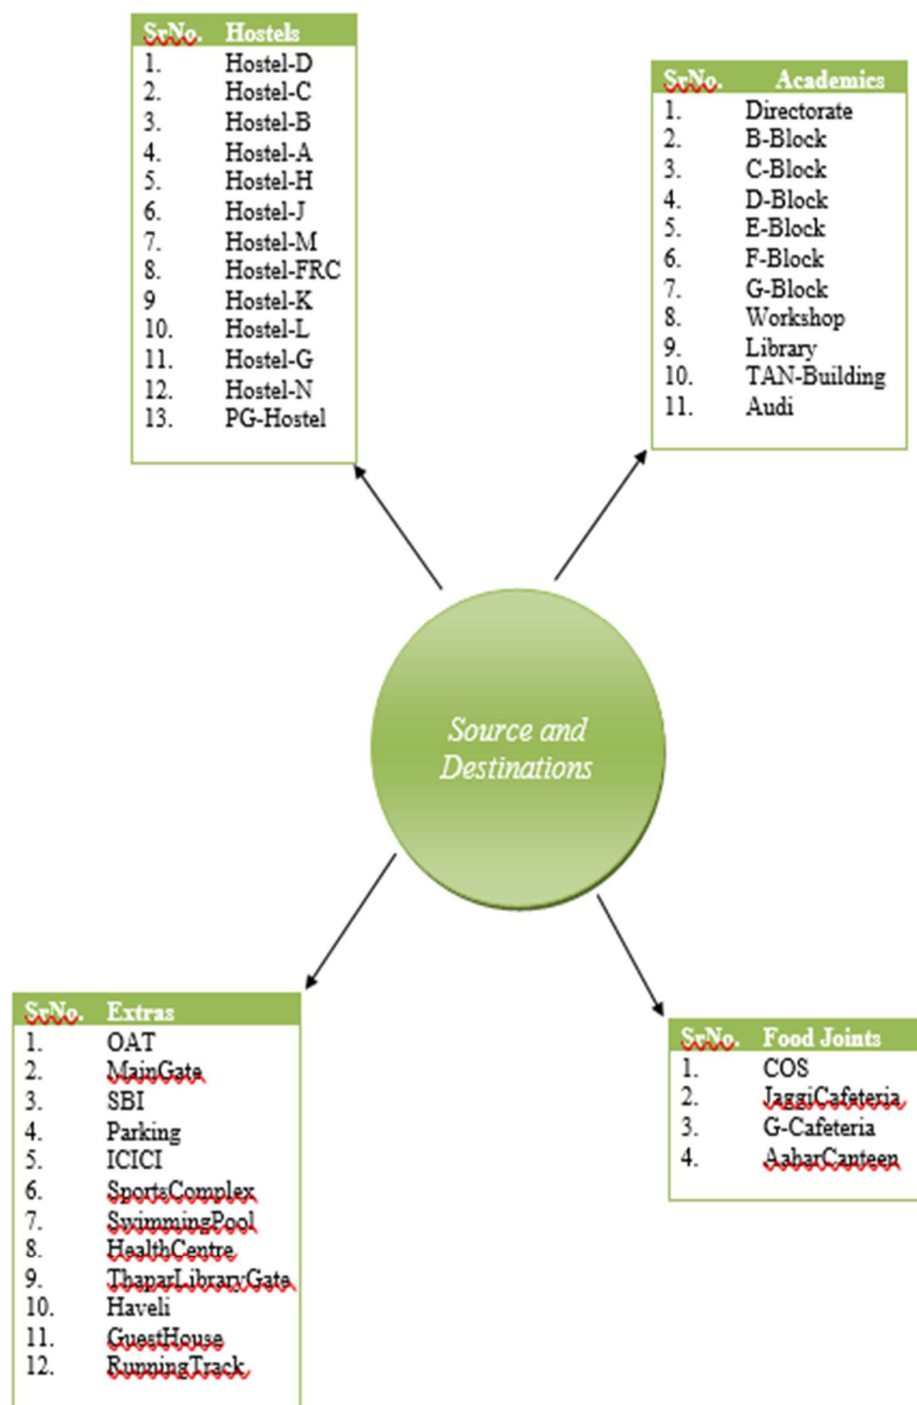 SrNo. Hostels
1. Hostel-D
2. Hostel-C
3. Hostel-B
4. Hostel-A
5. Hostel-H
6. Hostel-J
7. Hostel-M
8. Hostel-FRC
9 Hostel-K
10. Hostel-L
11. Hostel-G
12. Hostel-N
13. PG-Hostel
SrNo. Academics
1. Directorate
2. B-Block
3. C-Block
4. D-Block
5. E-Block
6. F-Block
7. G-Block
8. Workshop
9. Library
10. TAN-Building
11. Audi
Source and
Destinations
SrNo. Extras
1. OAT
2. MainGate
3. SBI
4. Parking
5. ICICI
6. SportsComplex
7. SwimmingPool
8. HealthCentre
9. ThaparLibraryGate
10. Haveli
11. GuestHouse
12. RunningTrack
SrNo. Food Joints
1. COS
2. JaggiCafeteria
3. G-Cafeteria
4. AaharCanteen